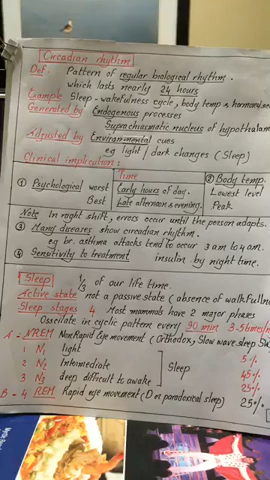 Circadian rhythm
Def. Pattern of regular biological rhythm.
which lasts nearly 24 hours
Example Sleep-wakefulness cycle, body temp & hormonal
Generated by Endogenous processes
Suprachiasmatic nucleus of hypothalam
Adjusted by Environmental cues
eg light / dark changes (Sleep)
Clinical implication:
Time
① Psychological worst Early hours of day.
Best Late afternoon & evening.
② Body temp.
Lowest level
Peak.
Note In night shift, errors occur until the person adapts.
③ Many diseases show circadian rhythm.
eg br. asthma attacks tend to occur 3 am to 4 am.
④ Sensitivity to treatment insulin by night time.
Sleep 1/3 of our life time.
Active state not a passive state (absence of wakfulln
Sleep stages 4 Most mammals have 2 major phases
Oscilate in cyclic pattern every 90 min 3-5 times/
A - NREM Non Rapid Eye movement (Orthodox, Slow wave sleep
1 N1 light 5%
2 N2 Intermediate Sleep 45%
3 N3 deep difficult to awake 25%
B - 4 REM Rapid eye movement (D or paradoxical sleep) 25%